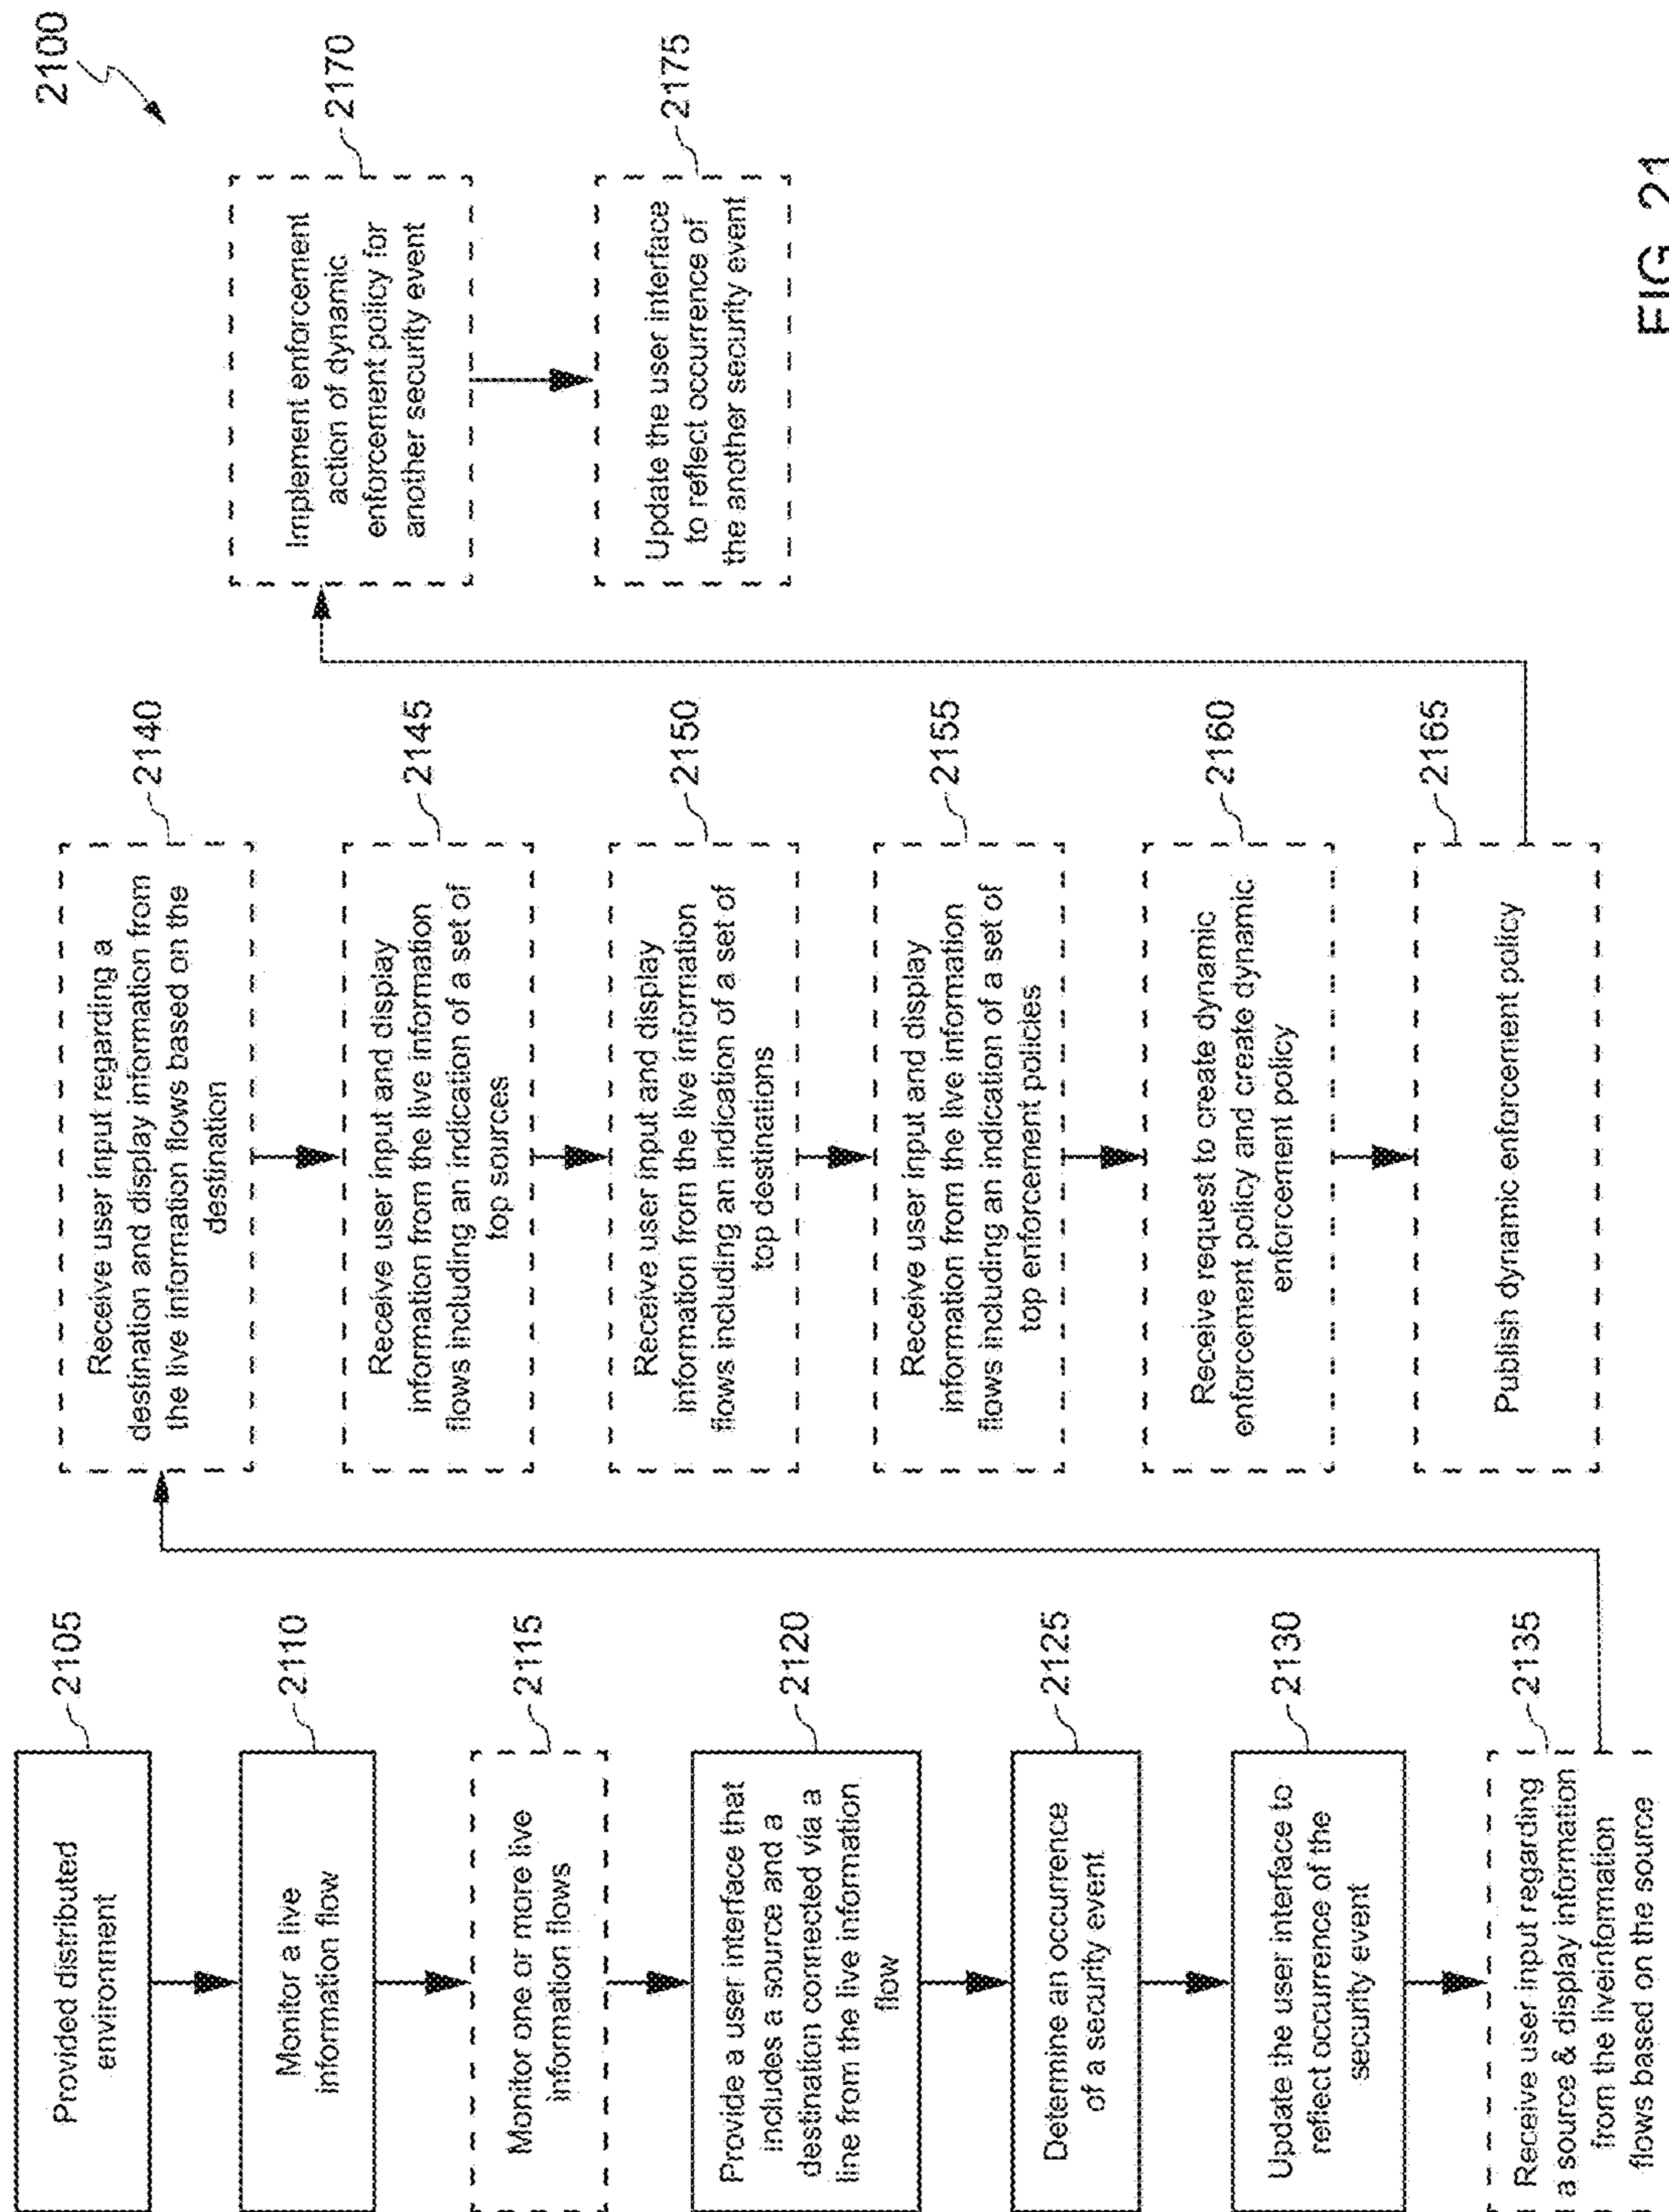 2100
Provided distributed
environment
2105
Monitor a live
information flow
2110
Monitor one or more live
information flows
2115
Provide a user interface that
includes a source and a
destination connected via a
line from the live information
flow
2120
Determine an occurrence
of a security event
2125
Update the user interface to
reflect occurrence of the
security event
2130
Receive user input regarding
a source & display information
from the liveinformation
flows based on the source
2135
Receive user input regarding a
destination and display information from
the live information flows based on the
destination
2140
Receive user input and display
information from the live information
flows including an indication of a set of
top sources
2145
Receive user input and display
information from the live information
flows including an indication of a set of
top destinations
2150
Receive user input and display
information from the live information
flows including an indication of a set of
top enforcement policies
2155
Receive request to create dynamic
enforcement policy and create dynamic
enforcement policy
2160
Publish dynamic enforcement policy
2165
Implement enforcement
action of dynamic
enforcement policy for
another security event
2170
Update the user interface
to reflect occurrence of
the another security event
2175
FIG. 21